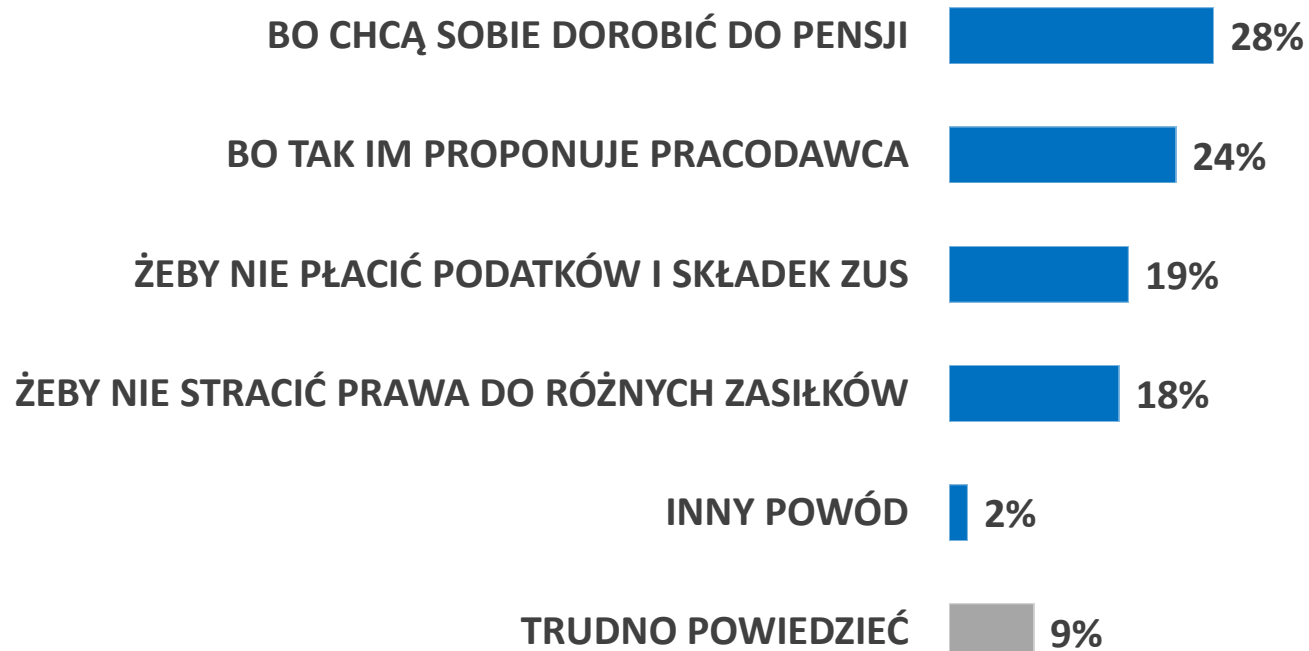 BO CHCĄ SOBIE DOROBIĆ DO PENSJI 28%
BO TAK IM PROPONUJE PRACODAWCA 24%
ŻEBY NIE PŁACIĆ PODATKÓW I SKŁADEK ZUS 19%
ŻEBY NIE STRACIĆ PRAWA DO RÓŻNYCH ZASIŁKÓW 18%
INNY POWÓD 2%
TRUDNO POWIEDZIEĆ 9%